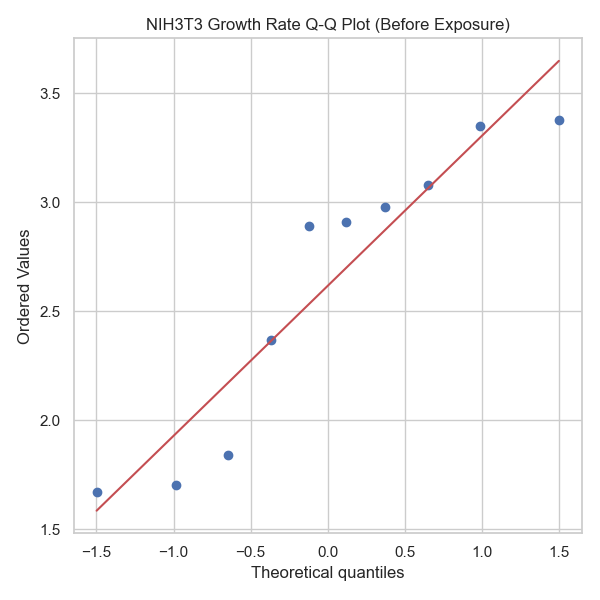 NIH3T3 Growth Rate Q-Q Plot (Before Exposure)
3.5
3.0
2.5
2.0
1.5
Ordered Values
−1.5 −1.0 −0.5 0.0 0.5 1.0 1.5
Theoretical quantiles